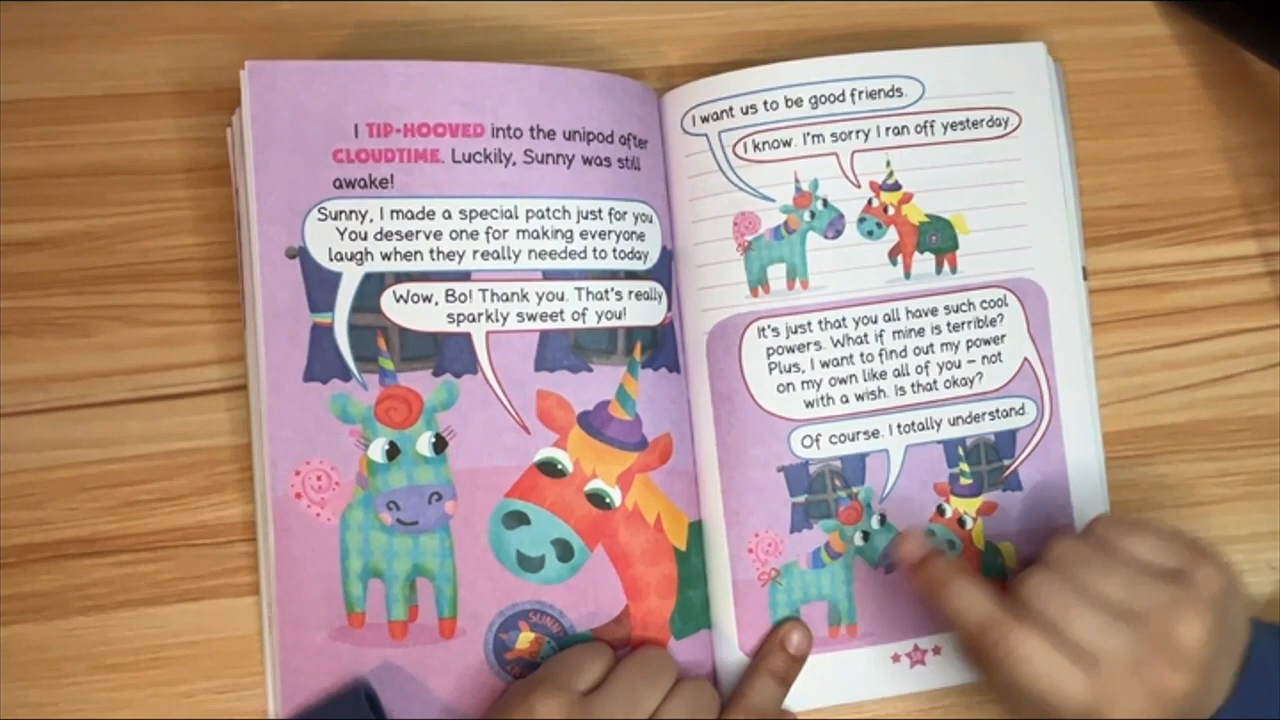 I TIP-HOOVED into the unipod after
CLOUDTIME. Luckily, Sunny was still
awake!
Sunny, I made a special patch just for you.
You deserve one for making everyone
laugh when they really needed to today.
Wow, Bo! Thank you. That's really
sparkly sweet of you!
SUNNY
I want us to be good friends.
I know. I'm sorry I ran off yesterday.
It's just that you all have such cool
powers. What if mine is terrible?
Plus, I want to find out my power
on my own like all of you – not
with a wish. Is that okay?
Of course. I totally understand.